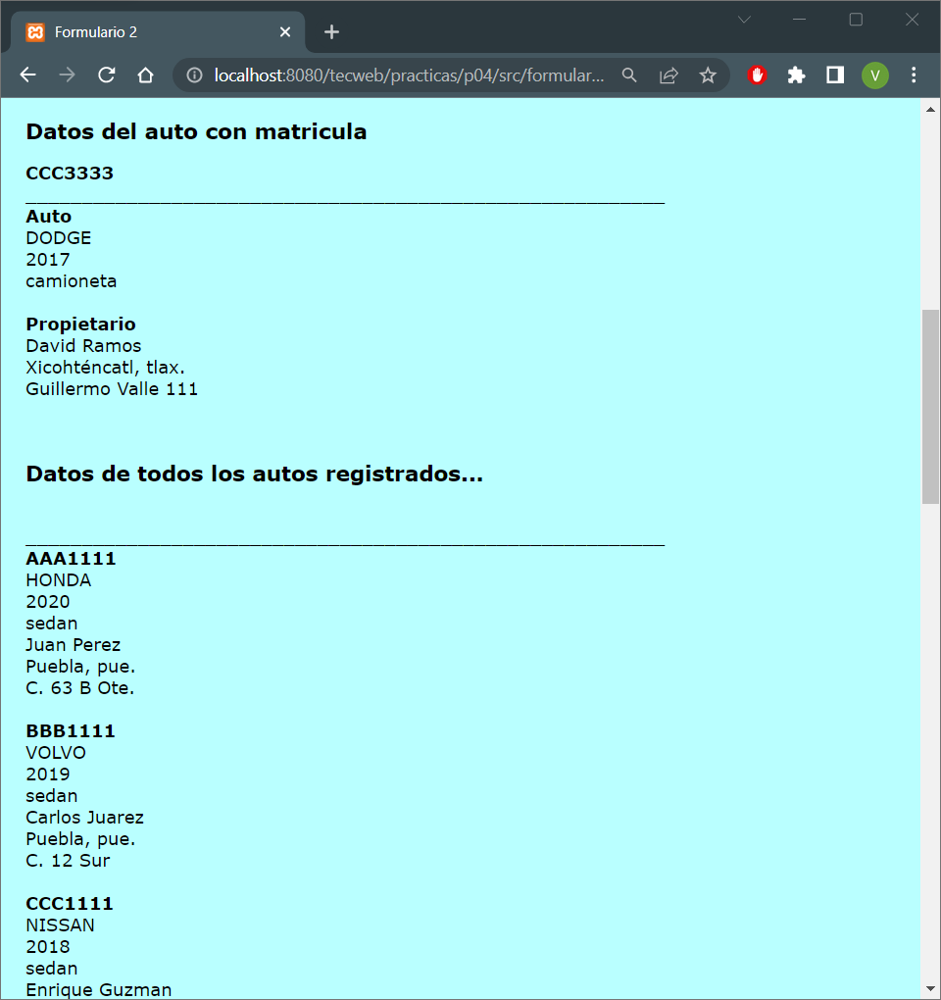 Formulario 2
localhost:8080/tecweb/practicas/p04/src/formular...
V
Datos del auto con matricula
CCC3333
Auto
DODGE
2017
camioneta
Propietario
David Ramos
Xicohténcatl, tlax.
Guillermo Valle 111
Datos de todos los autos registrados...
AAA1111
HONDA
2020
sedan
Juan Perez
Puebla, pue.
C. 63 B Ote.
BBB1111
VOLVO
2019
sedan
Carlos Juarez
Puebla, pue.
C. 12 Sur
CCC1111
NISSAN
2018
sedan
Enrique Guzman